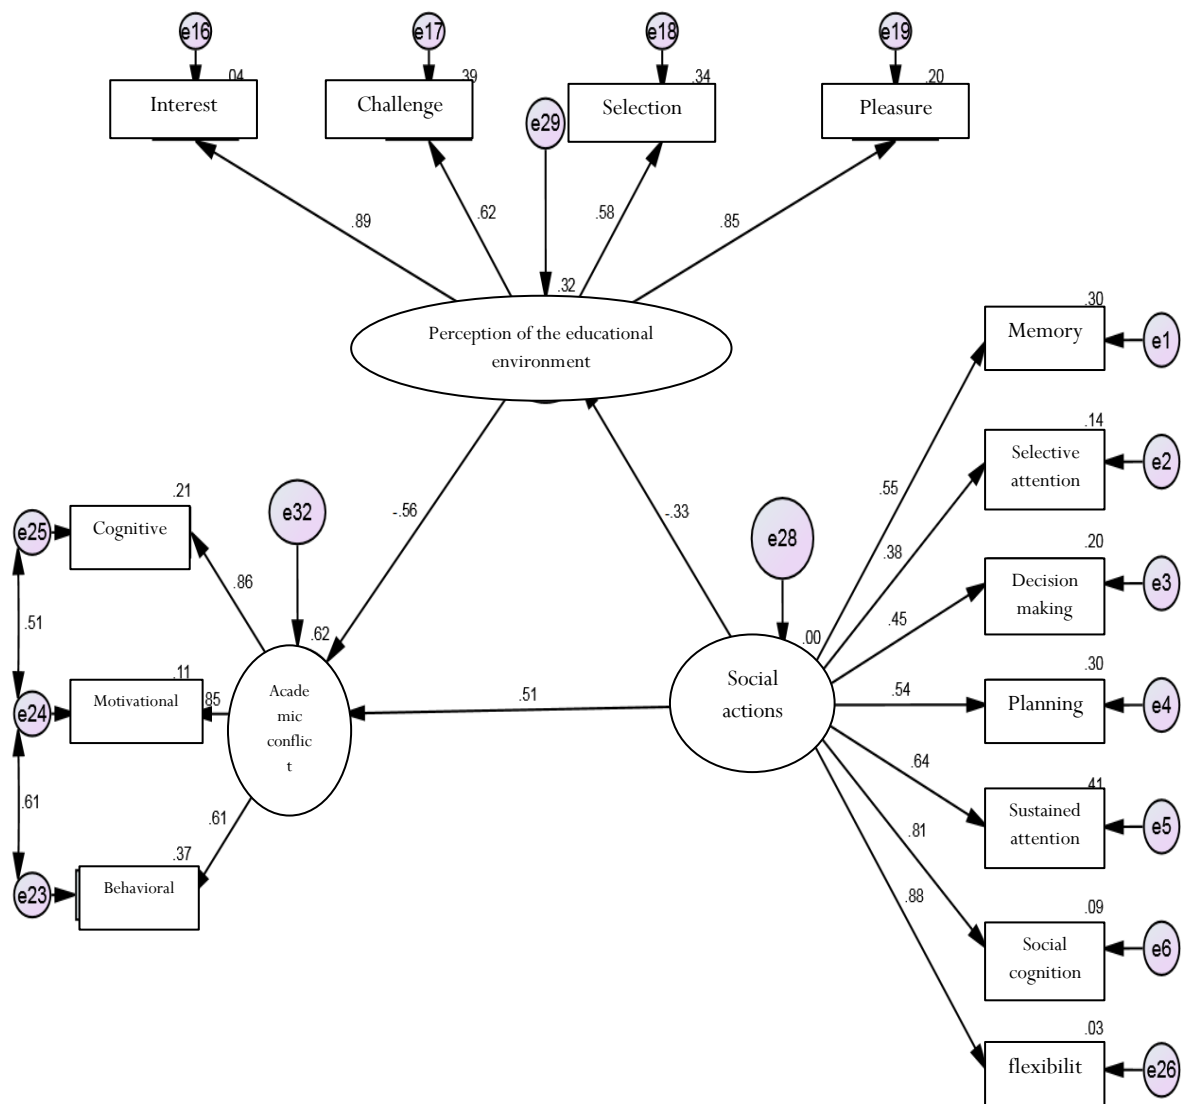 e16
e17
e18
e19
.04
.39
.34
.20
Interest
Challenge
Selection
Pleasure
e29
.89
.62
.58
.85
.32
Perception of the educational
environment
.30
Memory
e1
.14
Selective
attention
e2
.55
-.56
-.33
.38
.21
Cognitive
e25
e32
e28
.20
Decision
making
e3
.86
.51
.62
.00
.45
.11
Motivational
.85
e24
Acade
mic
conflic
t
.51
Social
actions
.54
.30
Planning
e4
.64
.41
Sustained
attention
e5
.61
.61
.81
.37
Behavioral
e23
.88
.09
Social
cognition
e6
.03
flexibilit
e26